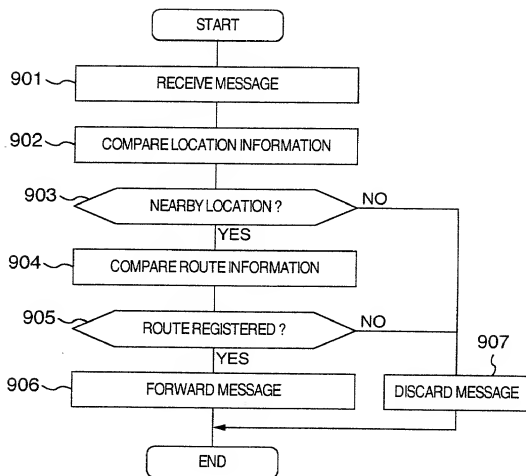 START
901
RECEIVE MESSAGE
902
COMPARE LOCATION INFORMATION
903
NEARBY LOCATION ?
NO
YES
904
COMPARE ROUTE INFORMATION
905
ROUTE REGISTERED ?
NO
YES
907
906
FORWARD MESSAGE
DISCARD MESSAGE
END